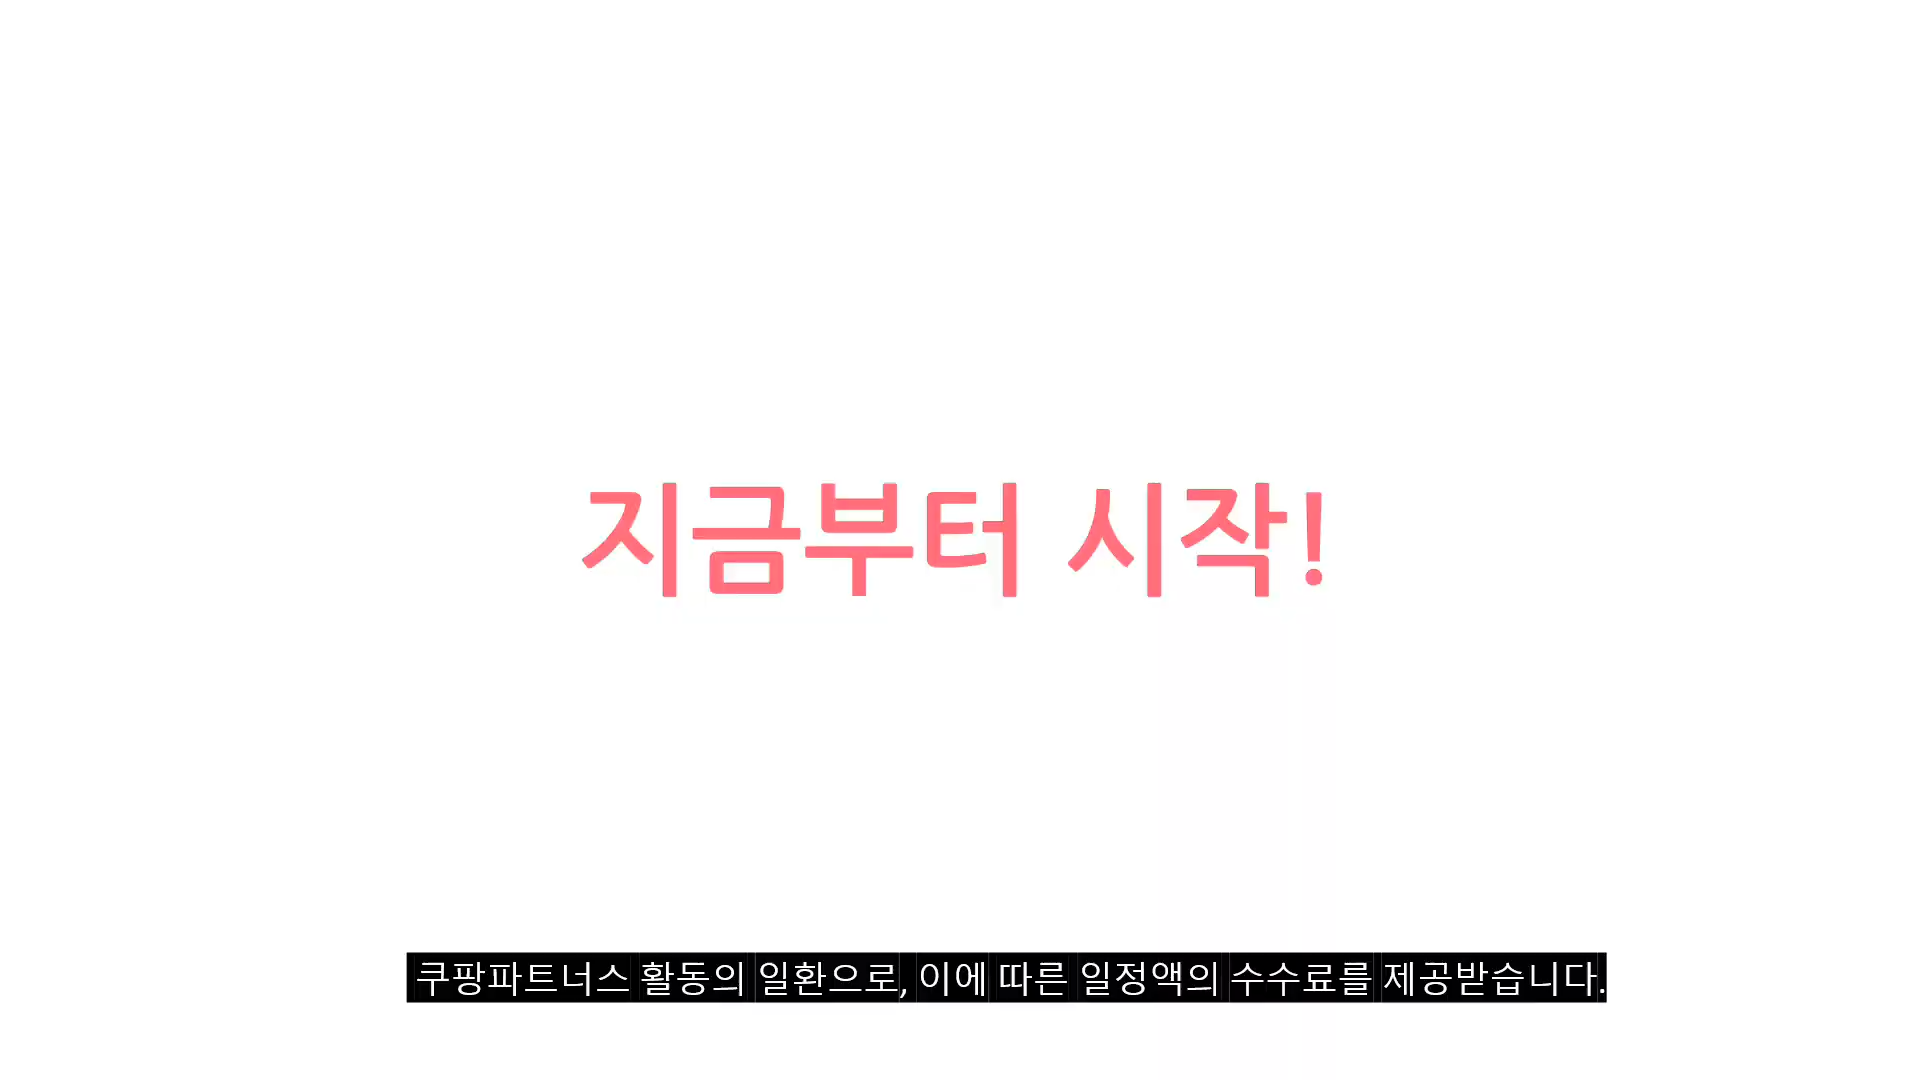 지금부터 시작!
쿠팡파트너스 활동의 일환으로, 이에 따른 일정액의 수수료를 제공받습니다.